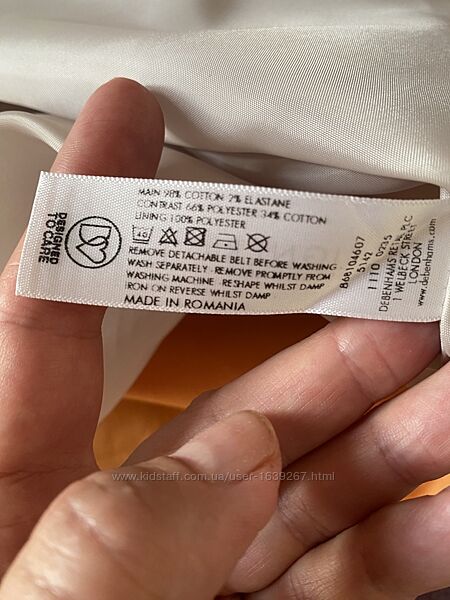 DESIGNED
TO CARE
MAIN 98% COTTON 2% ELASTANE
CONTRAST 66% POLYESTER 34% COTTON
LINING 100% POLYESTER
REMOVE DETACHABLE BELT BEFORE WASHING
WASH SEPARATELY · REMOVE PROMPTLY FROM
WASHING MACHINE · RESHAPE WHILST DAMP
IRON ON REVERSE WHILST DAMP
MADE IN ROMANIA
5142
1110
DEBENHAMS RETAIL PLC
1 WELBECK STREET
LONDON
www.debenhams.com
www.kidstaff.com.ua/user-1639267.html